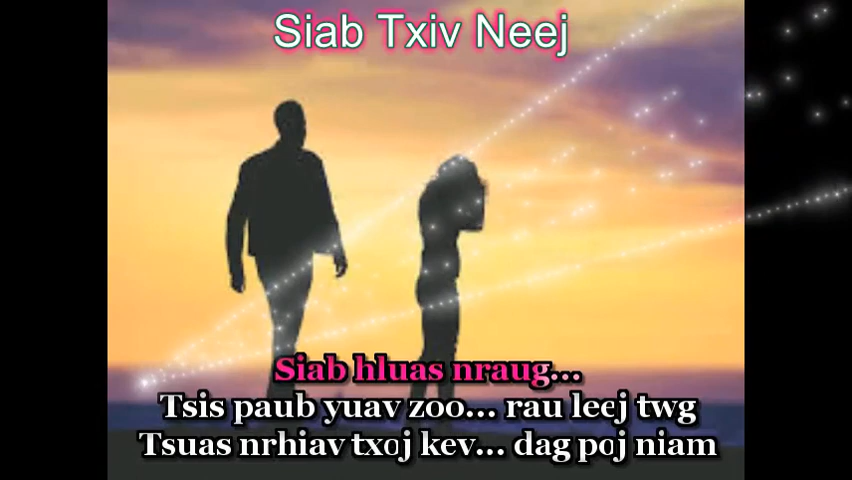 Siab Txiv Neej
Siab hluas nraug...
Tsis paub yuav zoo... rau leej twg
Tsuas nrhiav txoj kev... dag poj niam